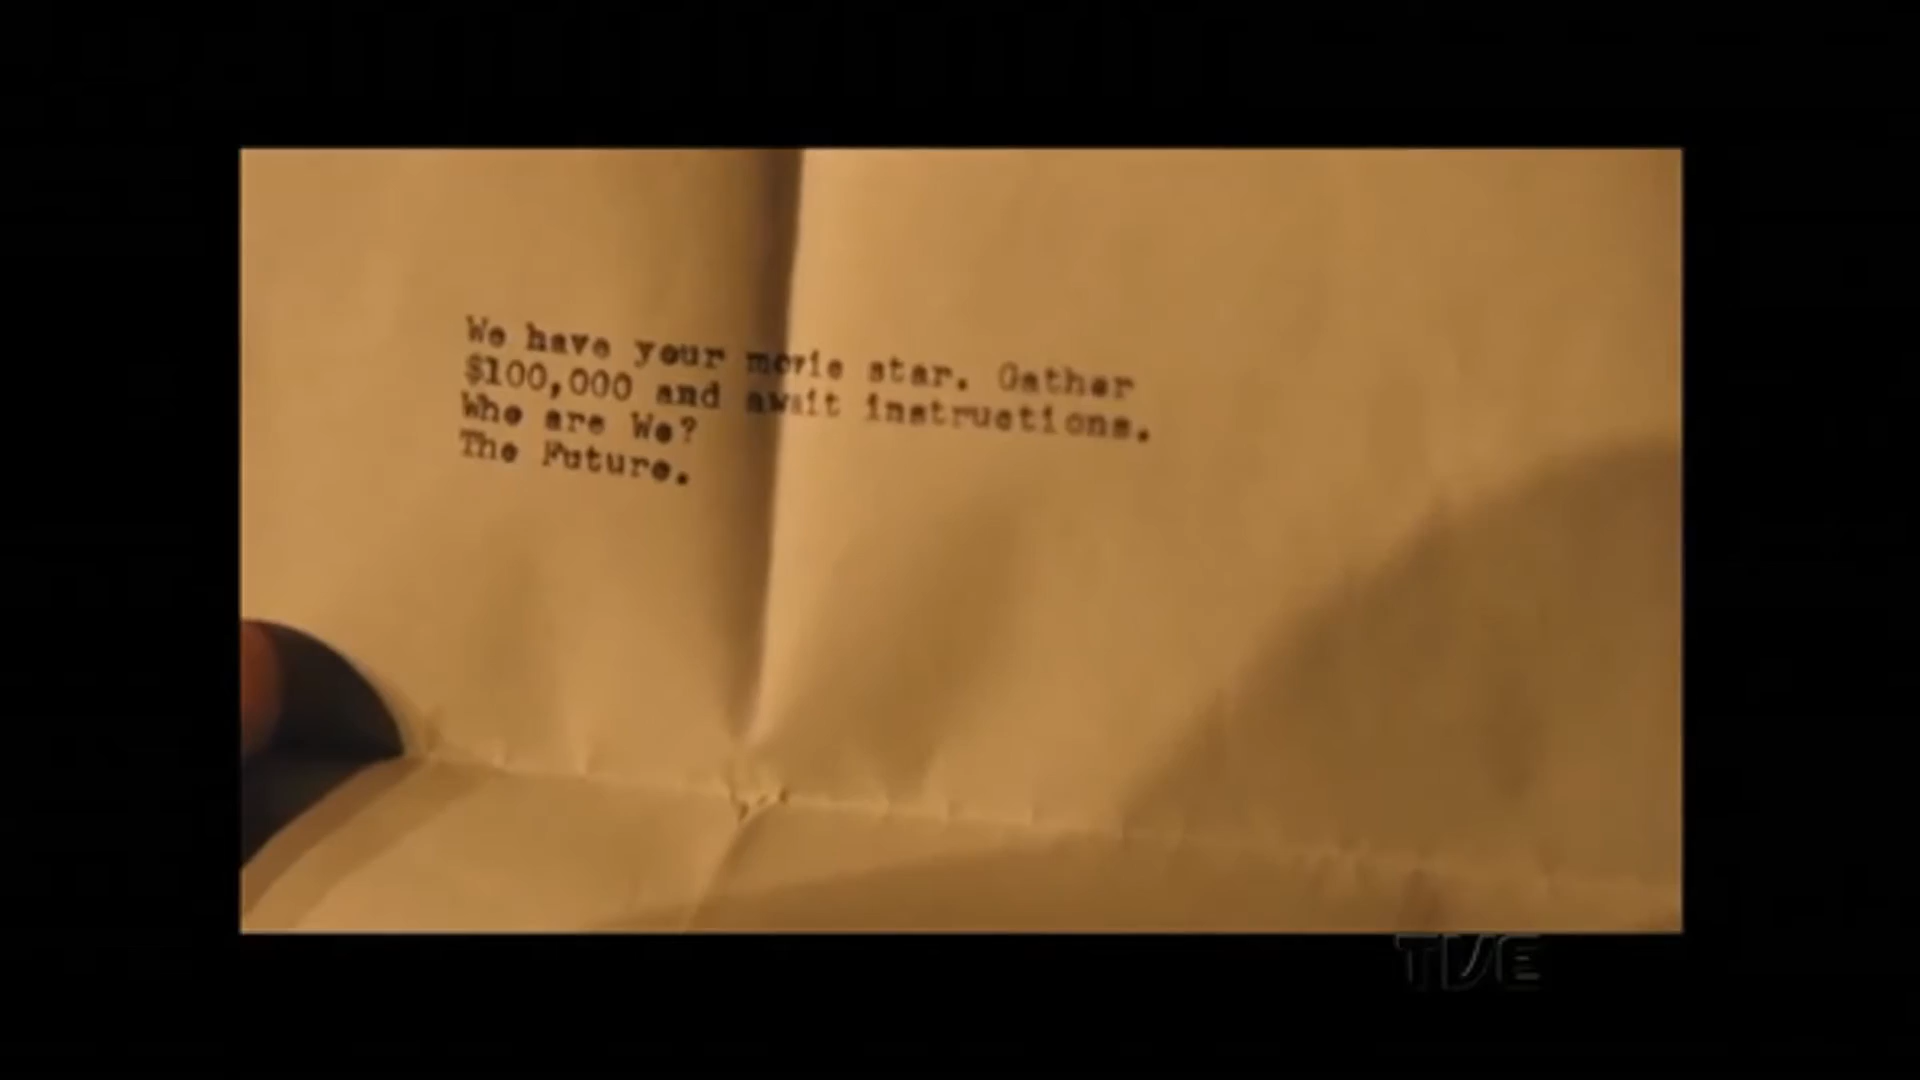 We have your movie star. Gather
$100,000 and await instructions.
Who are We?
The Future.